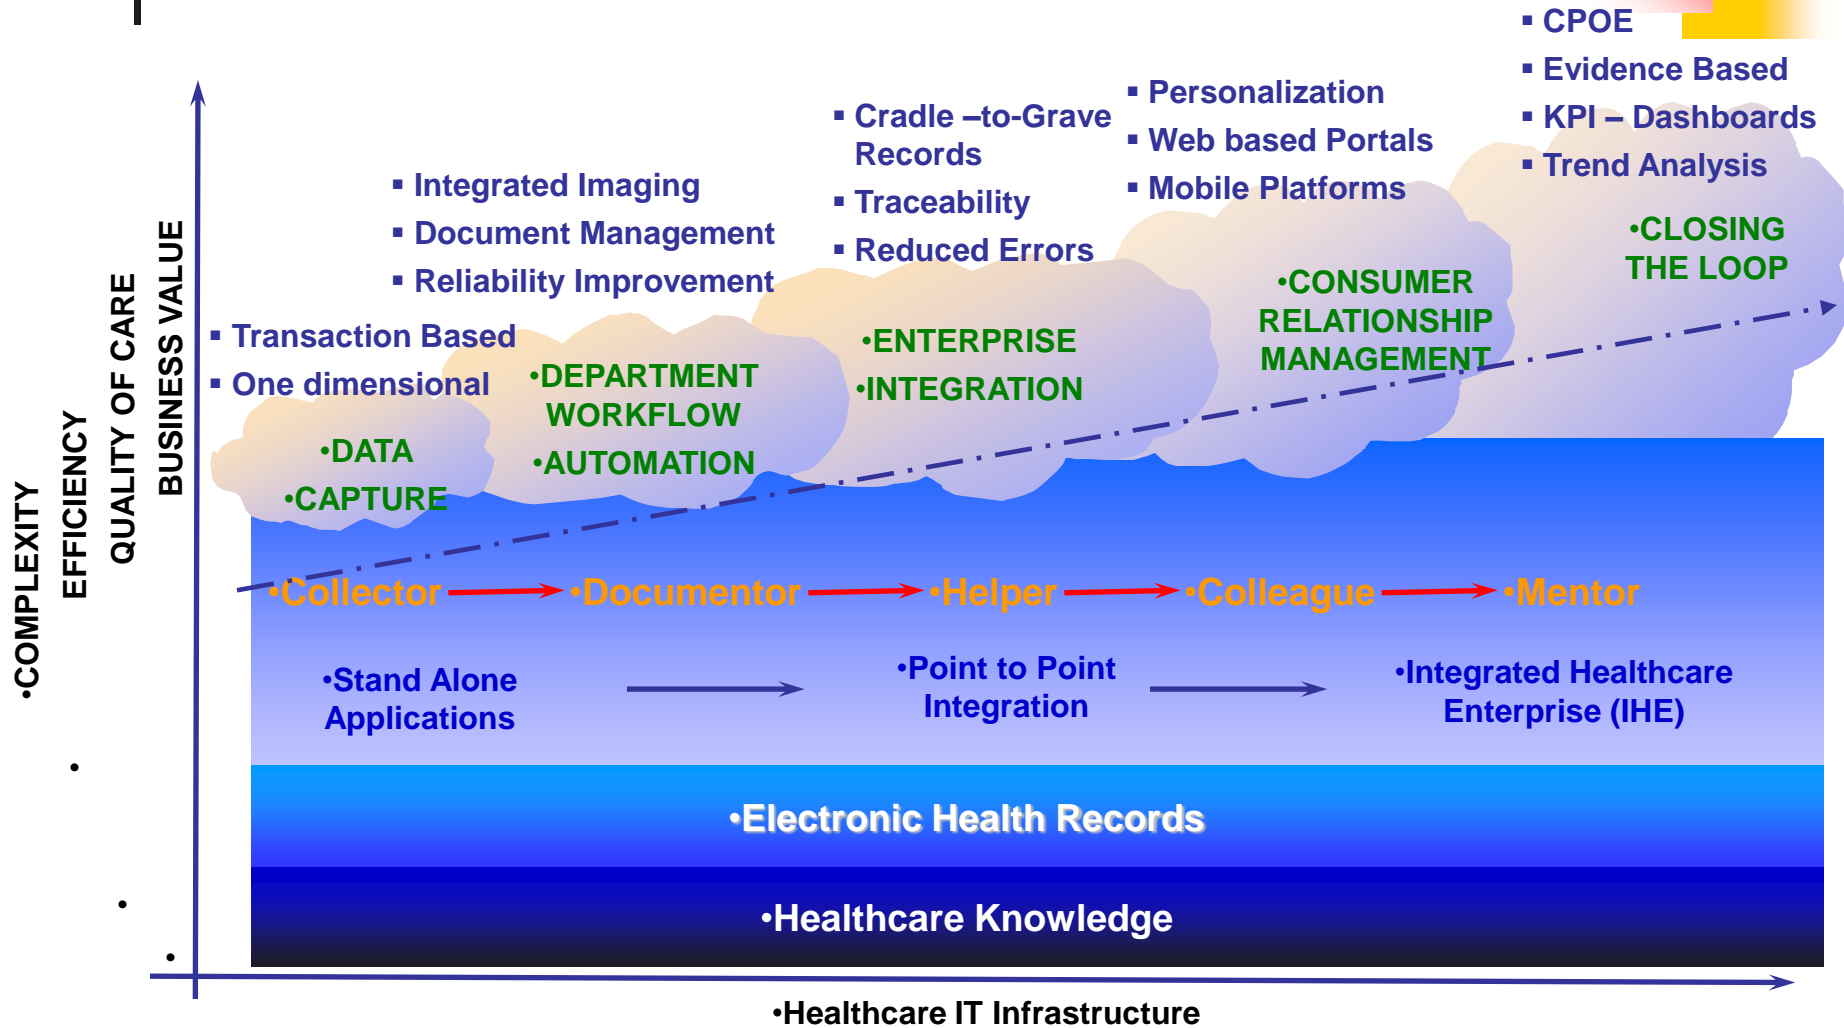 ▪ CPOE
▪ Evidence Based
▪ KPI – Dashboards
▪ Trend Analysis
▪ Personalization
▪ Web based Portals
▪ Mobile Platforms
▪ Cradle –to-Grave
Records
▪ Traceability
▪ Reduced Errors
▪ Integrated Imaging
▪ Document Management
▪ Reliability Improvement
▪ Transaction Based
▪ One dimensional
•COMPLEXITY
EFFICIENCY
QUALITY OF CARE
BUSINESS VALUE
•DATA
•CAPTURE
•DEPARTMENT
WORKFLOW
•AUTOMATION
•ENTERPRISE
•INTEGRATION
•CONSUMER
RELATIONSHIP
MANAGEMENT
•CLOSING
THE LOOP
•Collector
•Documentor
•Helper
•Colleague
•Mentor
•Stand Alone
Applications
•Point to Point
Integration
•Integrated Healthcare
Enterprise (IHE)
•Electronic Health Records
•Healthcare Knowledge
•Healthcare IT Infrastructure